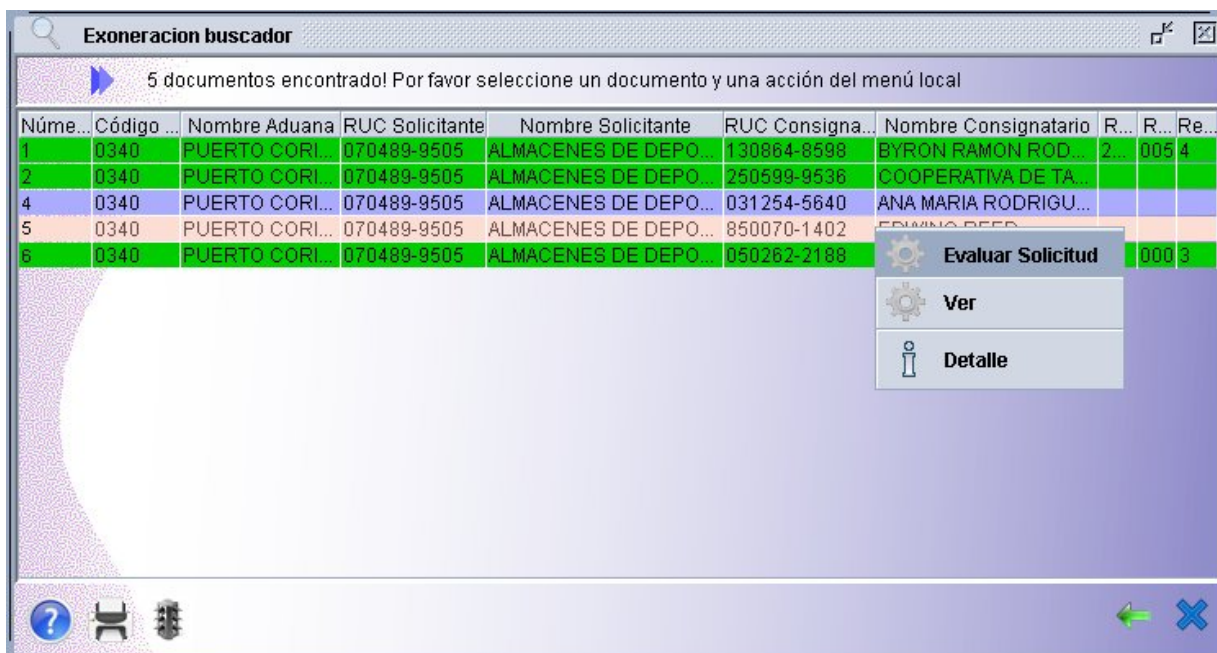 Exoneracion buscador
5 documentos encontrado! Por favor seleccione un documento y una acción del menú local
Núme... Código ... Nombre Aduana RUC Solicitante Nombre Solicitante RUC Consigna... Nombre Consignatario R... R... Re...
1 0340 PUERTO CORI... 070489-9505 ALMACENES DE DEPO... 130864-8598 BYRON RAMON ROD... 2... 005 4
2 0340 PUERTO CORI... 070489-9505 ALMACENES DE DEPO... 250599-9536 COOPERATIVA DE TA...
4 0340 PUERTO CORI... 070489-9505 ALMACENES DE DEPO... 031254-5640 ANA MARIA RODRIGU...
5 0340 PUERTO CORI... 070489-9505 ALMACENES DE DEPO... 850070-1402
6 0340 PUERTO CORI... 070489-9505 ALMACENES DE DEPO... 050262-2188 000 3
Evaluar Solicitud
Ver
Detalle